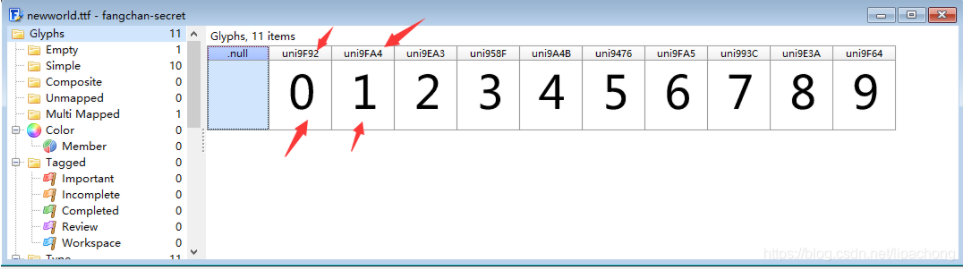 newworld.ttf - fangchan-secret
Glyphs 11
Empty 1
Simple 10
Composite 0
Unmapped 0
Multi Mapped 1
Color 0
Member 0
Tagged 0
Important 0
Incomplete 0
Completed 0
Review 0
Workspace 0
Type 11
Glyphs, 11 items
.null uni9F92 uni9FA4 uni9EA3 uni958F uni9A4B uni9476 uni9FA5 uni993C uni9E3A uni9F64
0 1 2 3 4 5 6 7 8 9
https://blog.csdn.net/lipachong